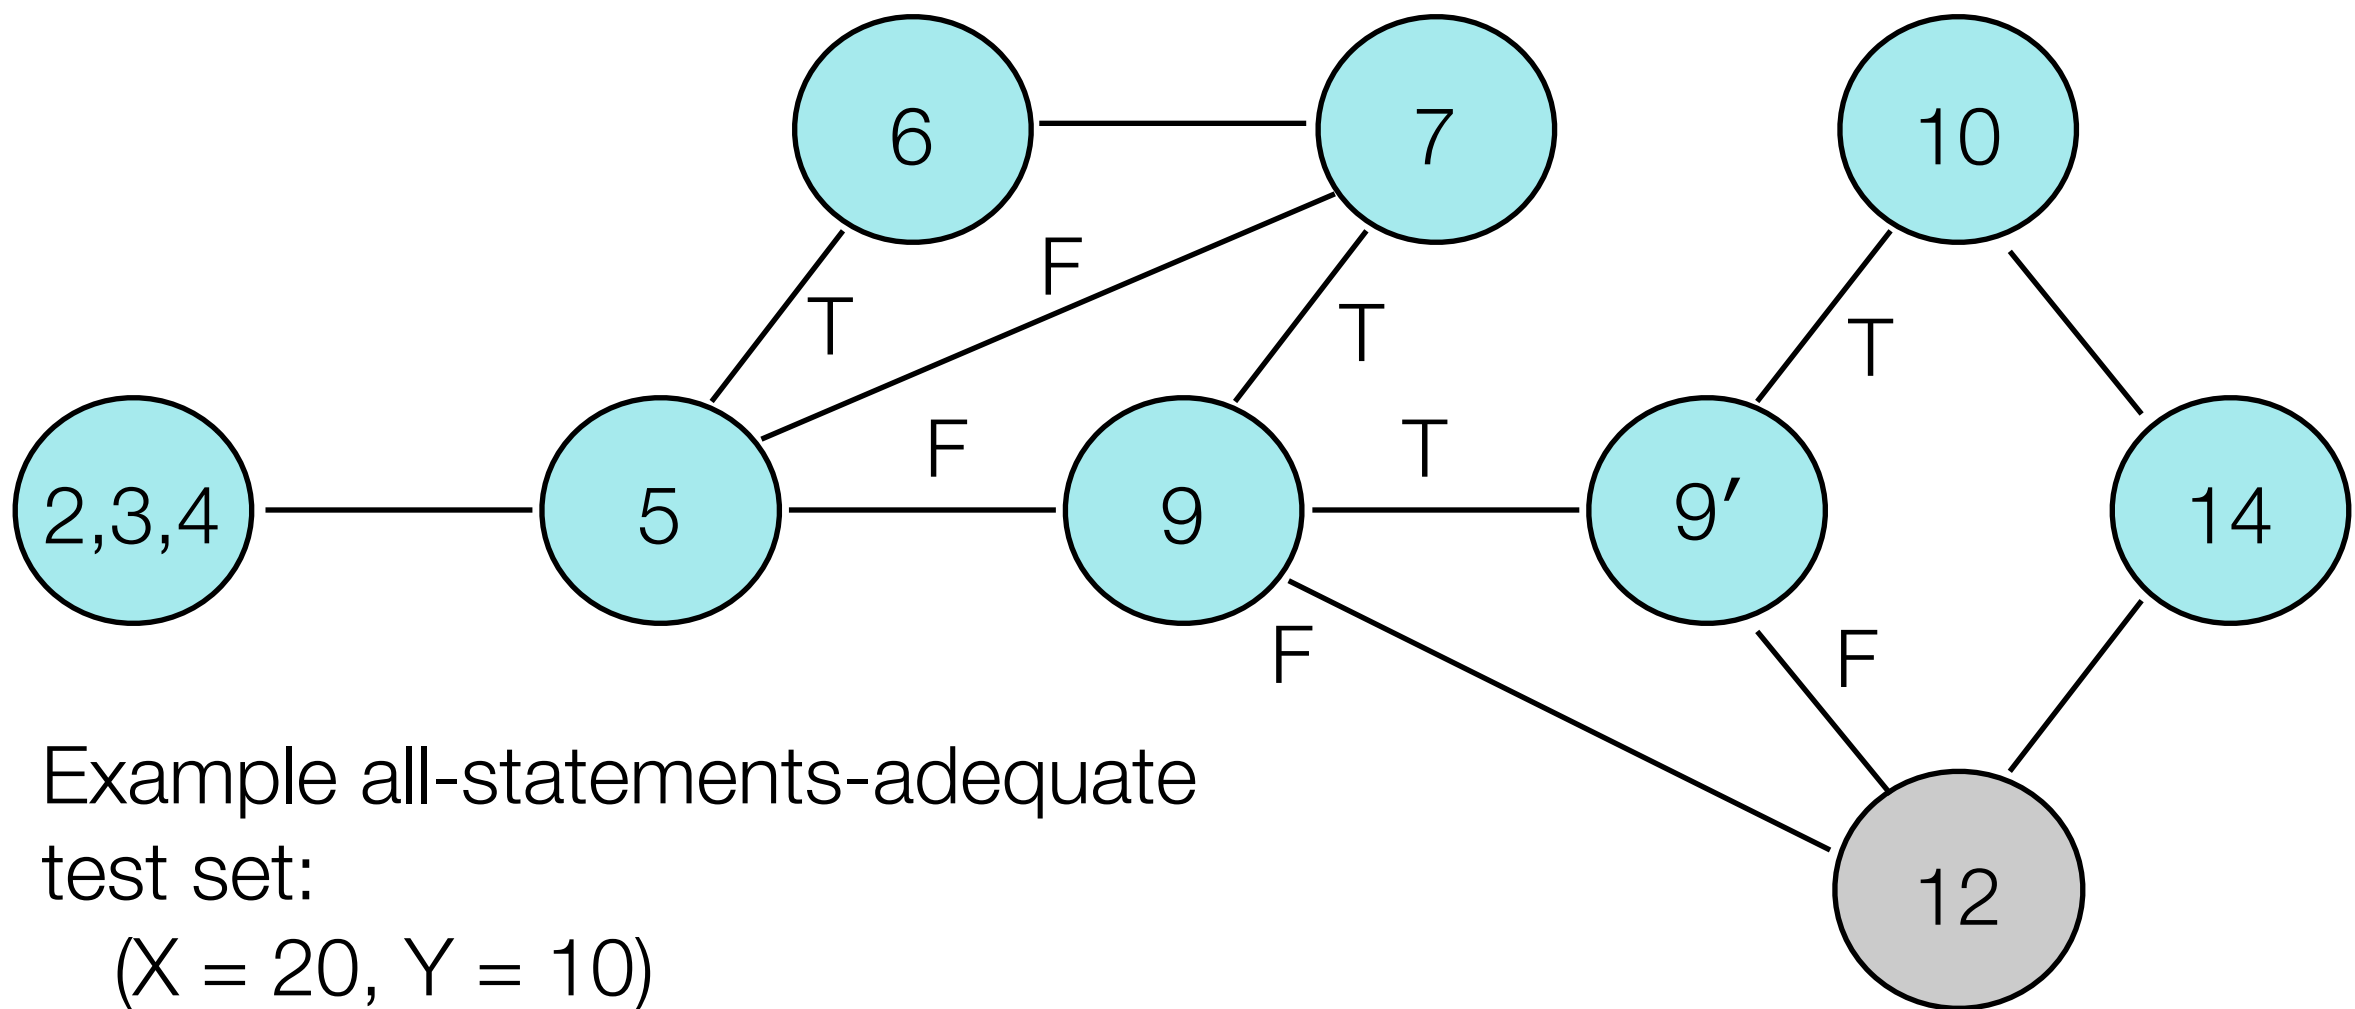 6
7
10
F
T
T
T
2,3,4
5
F
9
T
9′
14
F
F
12
Example all-statements-adequate
test set:
(X = 20, Y = 10)